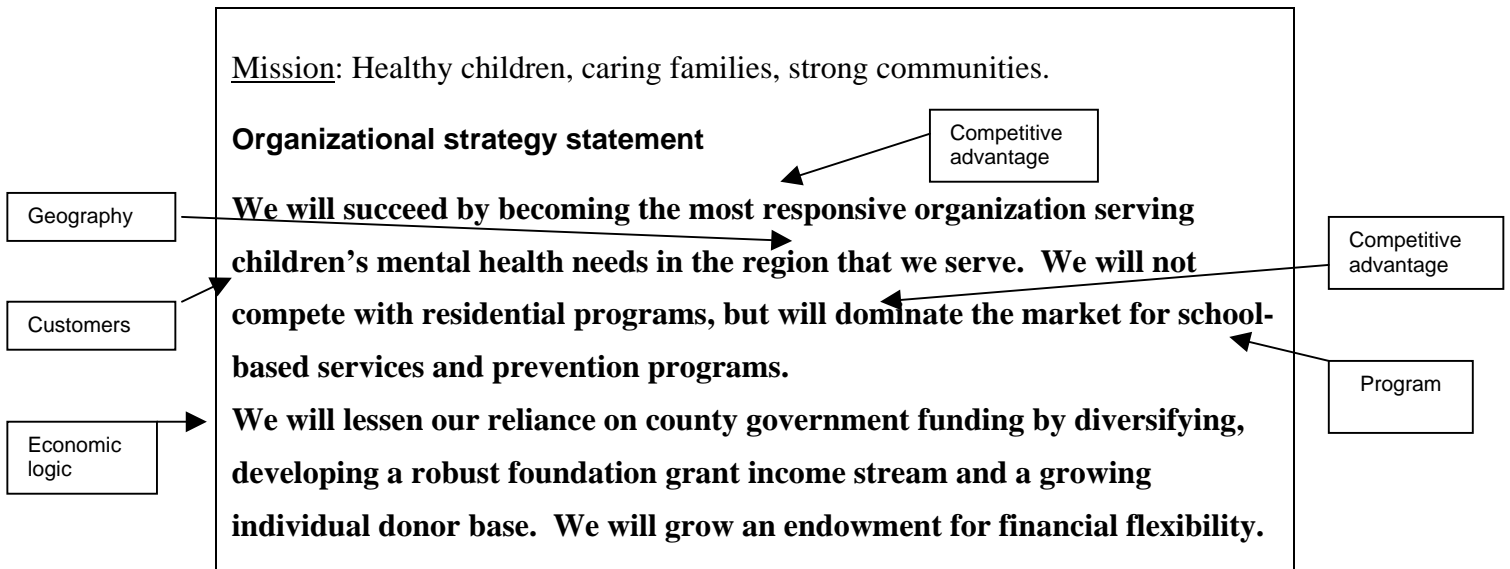 Mission: Healthy children, caring families, strong communities.
Organizational strategy statement
Competitive
advantage
Geography
We will succeed by becoming the most responsive organization serving
children’s mental health needs in the region that we serve.  We will not
compete with residential programs, but will dominate the market for school-
based services and prevention programs.
Competitive
advantage
Customers
Program
Economic
logic
We will lessen our reliance on county government funding by diversifying,
developing a robust foundation grant income stream and a growing
individual donor base.  We will grow an endowment for financial flexibility.